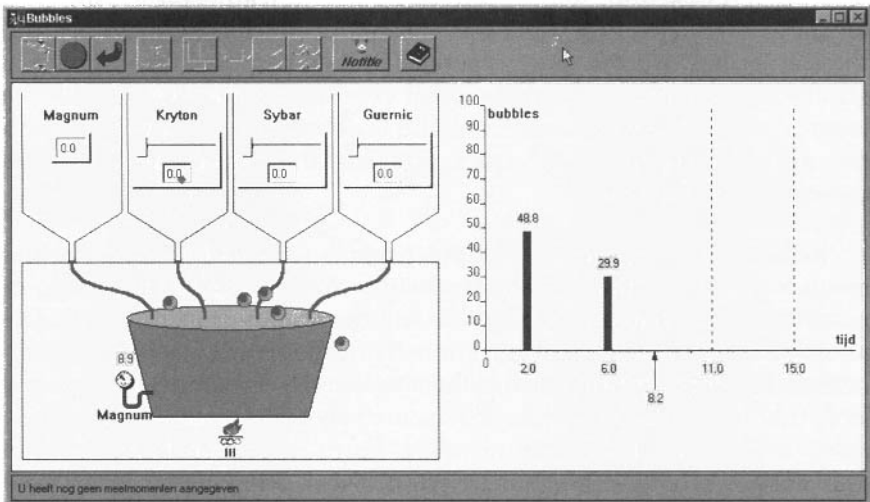 Bubbles
Notitie
Magnum
Kryton
Sybar
Guernic
0.0
0.0
0.0
0.0
8.9
Magnum
100
bubbles
90
80
70
60
50
40
30
20
10
0
48.8
29.9
tijd
0
2.0
6.0
11.0
15.0
8.2
U heeft nog geen meetmomenten aangegeven